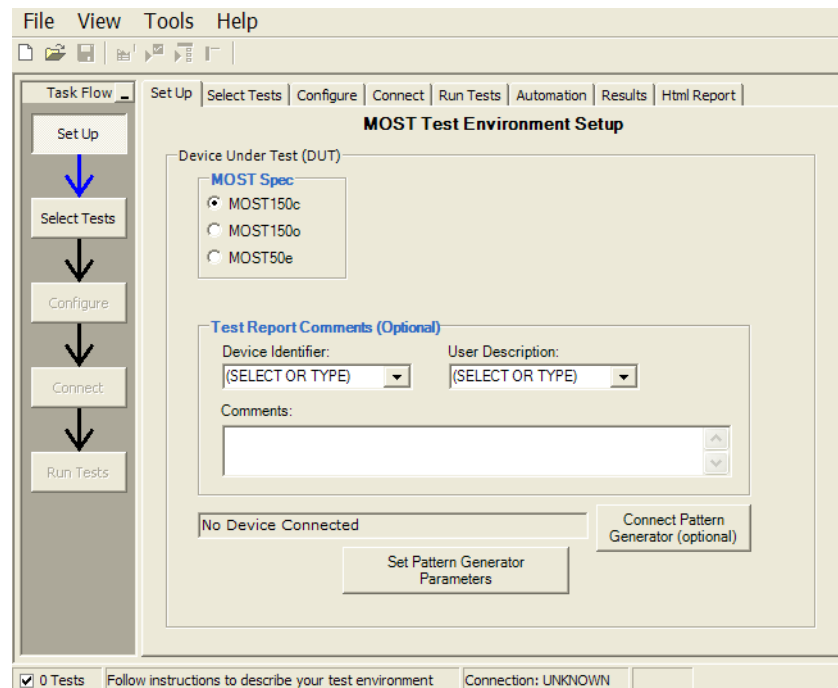 File View Tools Help
Task Flow
Set Up
Select Tests
Configure
Connect
Run Tests
Set Up Select Tests Configure Connect Run Tests Automation Results Html Report
MOST Test Environment Setup
Device Under Test (DUT)
MOST Spec
MOST150c
MOST150o
MOST50e
Test Report Comments (Optional)
Device Identifier: User Description:
(SELECT OR TYPE) (SELECT OR TYPE)
Comments:
No Device Connected
Connect Pattern
Generator (optional)
Set Pattern Generator
Parameters
0 Tests Follow instructions to describe your test environment Connection: UNKNOWN